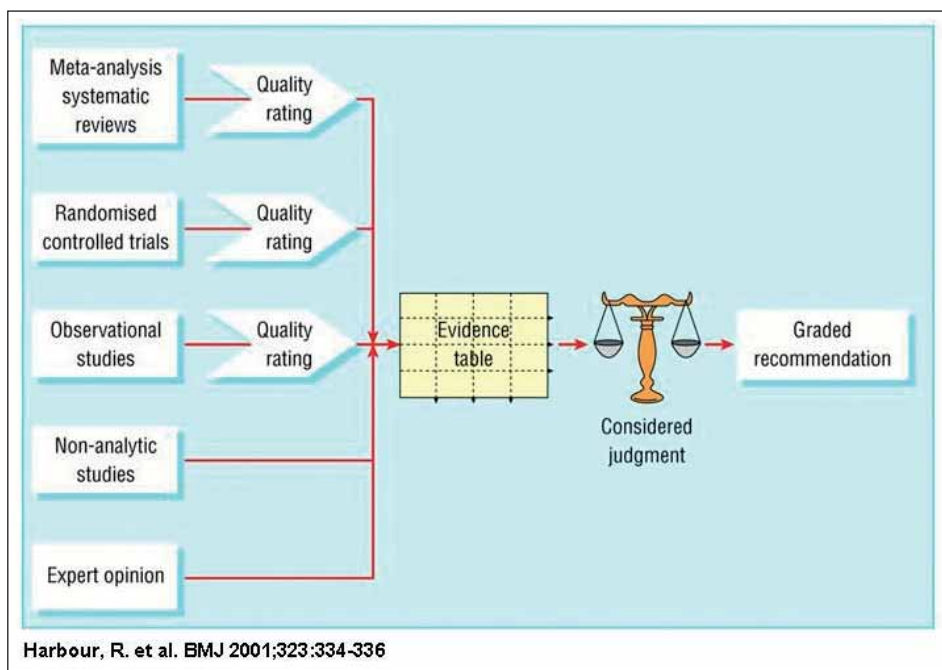 Meta-analysis
systematic
reviews
Quality
rating
Randomised
controlled trials
Quality
rating
Observational
studies
Quality
rating
Non-analytic
studies
Expert opinion
Evidence
table
Considered
judgment
Graded
recommendation
Harbour, R. et al. BMJ 2001;323:334-336